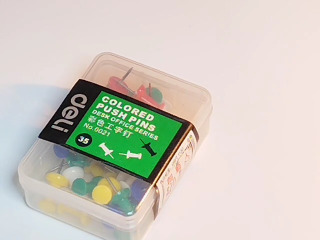 deli
COLORED
PUSH PINS
DESK OFFICE SERIES
彩色工字钉
No.0021
35